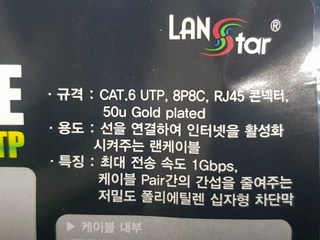 LANStar
E
TP
· 규격 : CAT.6 UTP, 8P8C, RJ45 콘넥터,
50u Gold plated
· 용도 : 선을 연결하여 인터넷을 활성화
시켜주는 랜케이블
· 특징 : 최대 전송 속도 1Gbps,
케이블 Pair간의 간섭을 줄여주는
저밀도 폴리에틸렌 십자형 차단막
▶ 케이블 내부